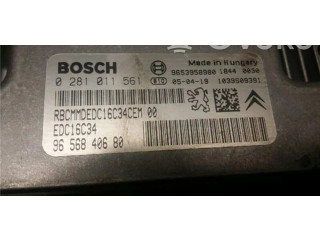 BOSCH
Made in Hungary
0 281 011 561
RTC
9653958980 1844 0030
05-04-19 1039S09391
RBCMMDEDC16C34CEM 00
EDC16C34
96 568 406 80